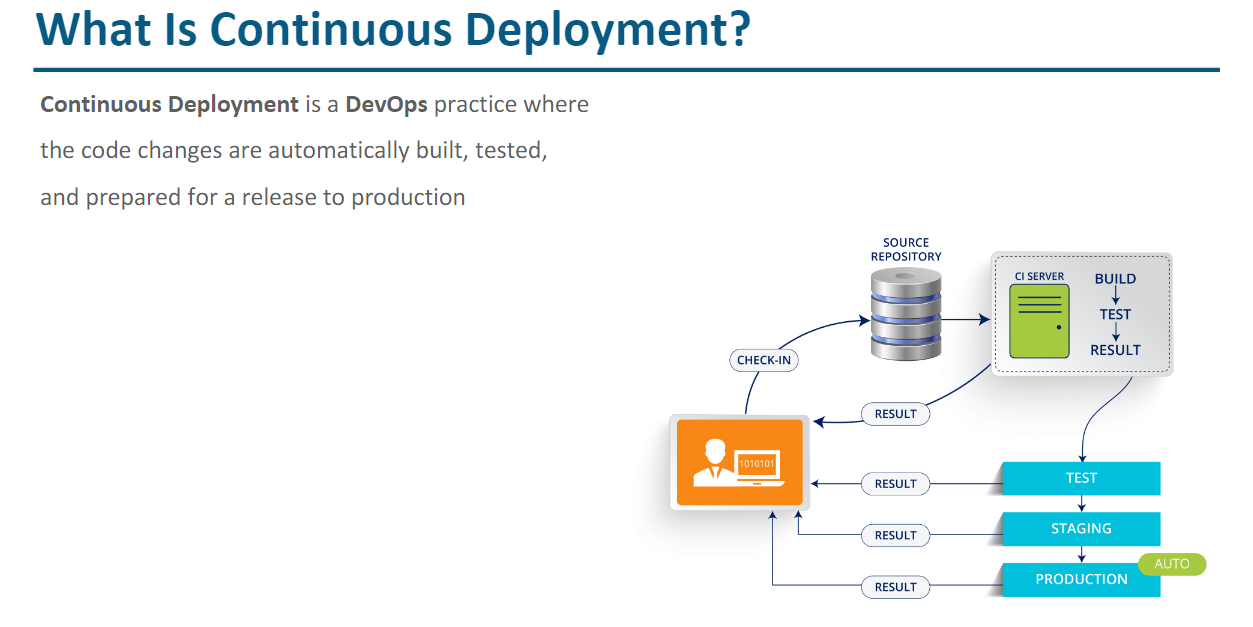 What Is Continuous Deployment?
Continuous Deployment is a DevOps practice where
the code changes are automatically built, tested,
and prepared for a release to production
SOURCE
REPOSITORY
CI SERVER
BUILD
TEST
RESULT
CHECK-IN
RESULT
1010101
RESULT
TEST
RESULT
STAGING
AUTO
RESULT
PRODUCTION